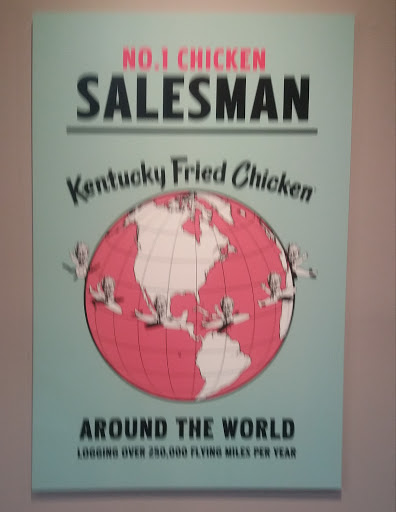 NO.1 CHICKEN
SALESMAN
Kentucky Fried Chicken
AROUND THE WORLD
LOGGING OVER 250,000 FLYING MILES PER YEAR